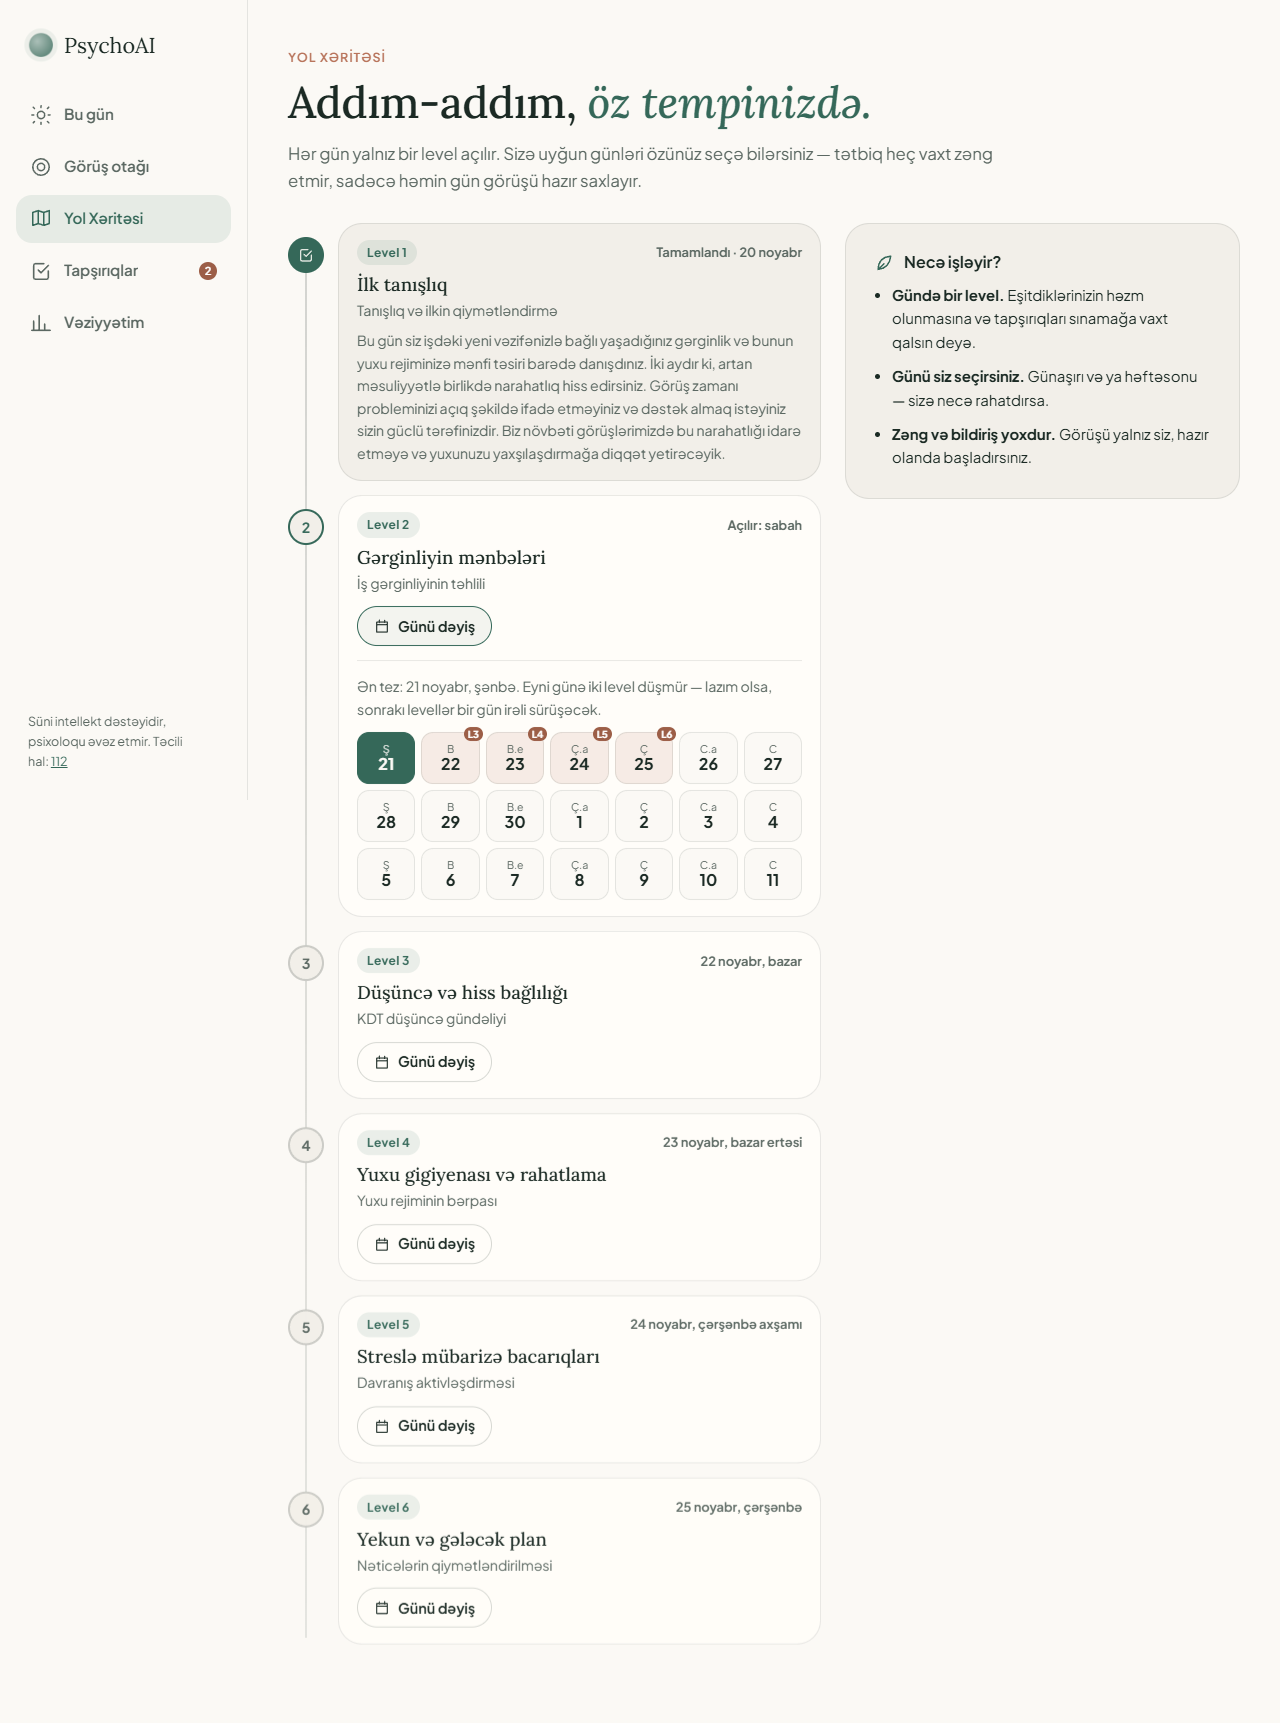 PsychoAI
Bu gün
Görüş otağı
Yol Xəritəsi
Tapşırıqlar 2
Vəziyyətim
Süni intellekt dəstəyidir,
psixoloqu əvəz etmir. Təcili
hal: 112
YOL XƏRİTƏSİ
Addım-addım, öz tempinizdə.
Hər gün yalnız bir level açılır. Sizə uyğun günləri özünüz seçə bilərsiniz — tətbiq heç vaxt zəng
etmir, sadəcə həmin gün görüşü hazır saxlayır.
Level 1 Tamamlandı · 20 noyabr
İlk tanışlıq
Tanışlıq və ilkin qiymətləndirmə
Bu gün siz işdəki yeni vəzifənizlə bağlı yaşadığınız gərginlik və bunun
yuxu rejiminizə mənfi təsiri barədə danışdınız. İki aydır ki, artan
məsuliyyətlə birlikdə narahatlıq hiss edirsiniz. Görüş zamanı
probleminizi açıq şəkildə ifadə etməyiniz və dəstək almaq istəyiniz
sizin güclü tərəfinizdir. Biz növbəti görüşlərimizdə bu narahatlığı idarə
etməyə və yuxunuzu yaxşılaşdırmağa diqqət yetirəcəyik.
2
Level 2 Açılır: sabah
Gərginliyin mənbələri
İş gərginliyinin təhlili
Günü dəyiş
Ən tez: 21 noyabr, şənbə. Eyni günə iki level düşmür — lazım olsa,
sonrakı levellər bir gün irəli sürüşəcək.
L3 L4 L5 L6
Ş B B.e Ç.a Ç C.a C
21 22 23 24 25 26 27
Ş B B.e Ç.a Ç C.a C
28 29 30 1 2 3 4
Ş B B.e Ç.a Ç C.a C
5 6 7 8 9 10 11
3
Level 3 22 noyabr, bazar
Düşüncə və hiss bağlılığı
KDT düşüncə gündəliyi
Günü dəyiş
4
Level 4 23 noyabr, bazar ertəsi
Yuxu gigiyenası və rahatlama
Yuxu rejiminin bərpası
Günü dəyiş
5
Level 5 24 noyabr, çərşənbə axşamı
Streslə mübarizə bacarıqları
Davranış aktivləşdirməsi
Günü dəyiş
6
Level 6 25 noyabr, çərşənbə
Yekun və gələcək plan
Nəticələrin qiymətləndirilməsi
Günü dəyiş
Necə işləyir?
Gündə bir level. Eşitdiklərinizin həzm
olunmasına və tapşırıqları sınamağa vaxt
qalsın deyə.
Günü siz seçirsiniz. Günaşırı və ya həftəsonu
— sizə necə rahatdırsa.
Zəng və bildiriş yoxdur. Görüşü yalnız siz, hazır
olanda başladırsınız.